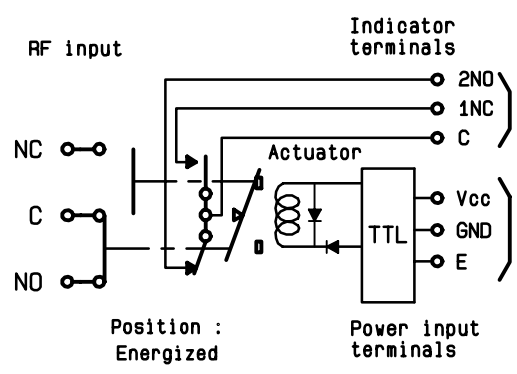 Indicator
terminals
RF input
2NO
1NC
C
Actuator
NC
C
NO
Vcc
GND
E
TTL
Position :
Energized
Power input
terminals